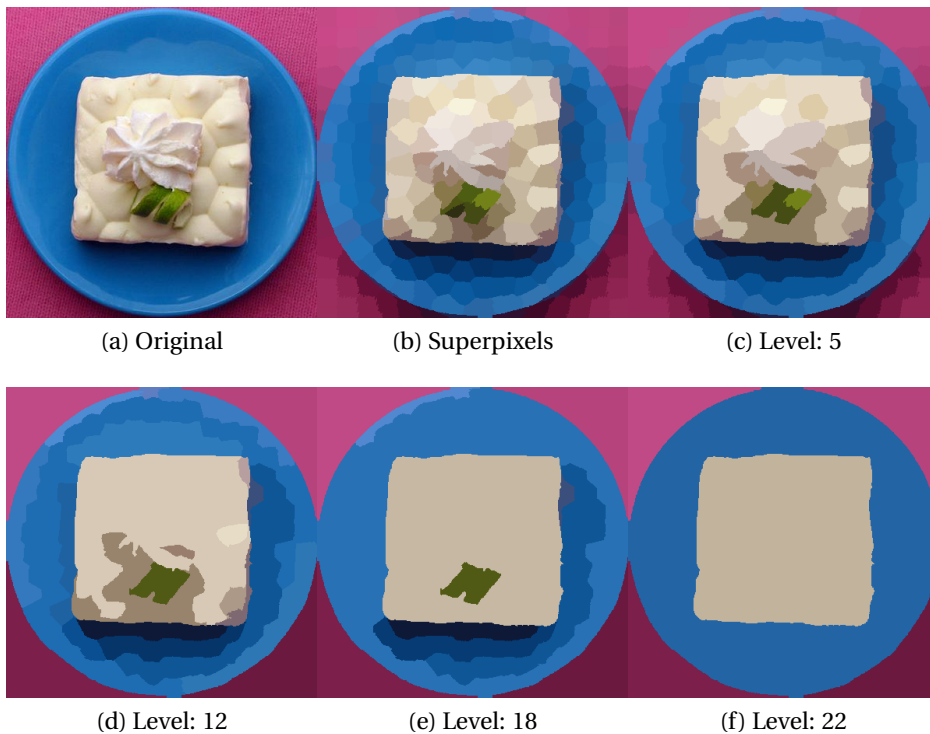 (a) Original
(b) Superpixels
(c) Level: 5
(d) Level: 12
(e) Level: 18
(f) Level: 22